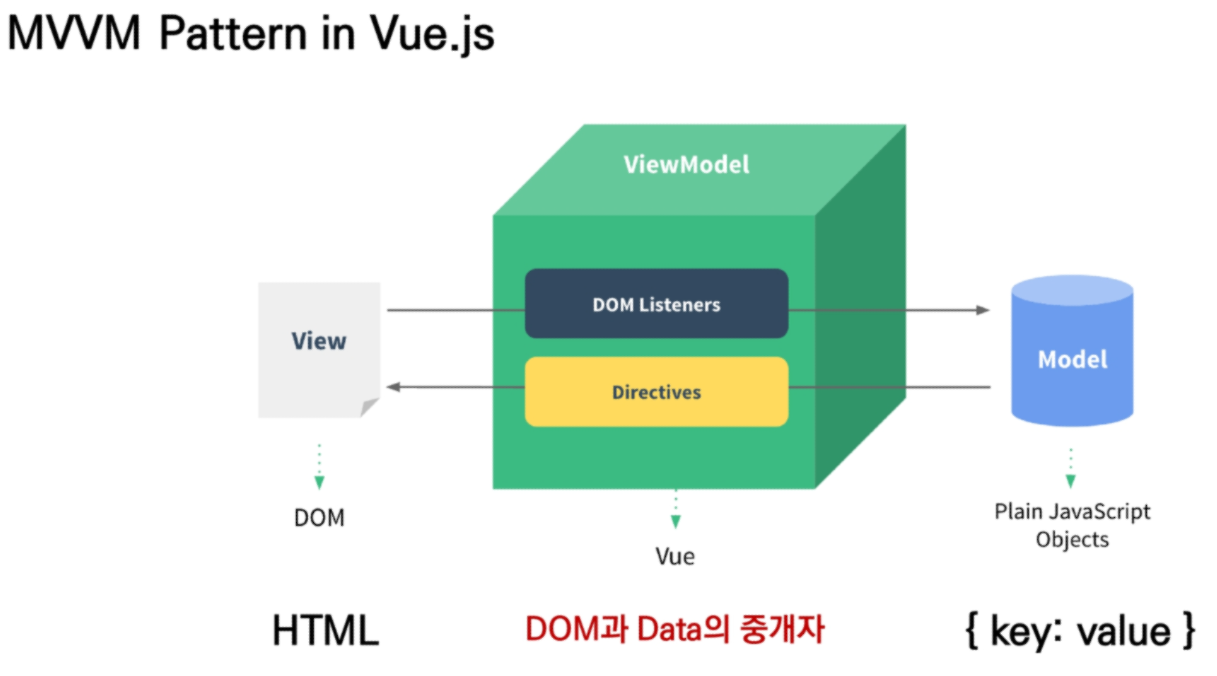 MVVM Pattern in Vue.js
ViewModel
DOM Listeners
View
Model
Directives
DOM
Plain JavaScript
Objects
Vue
HTML
DOM과 Data의 중개자
{ key: value }